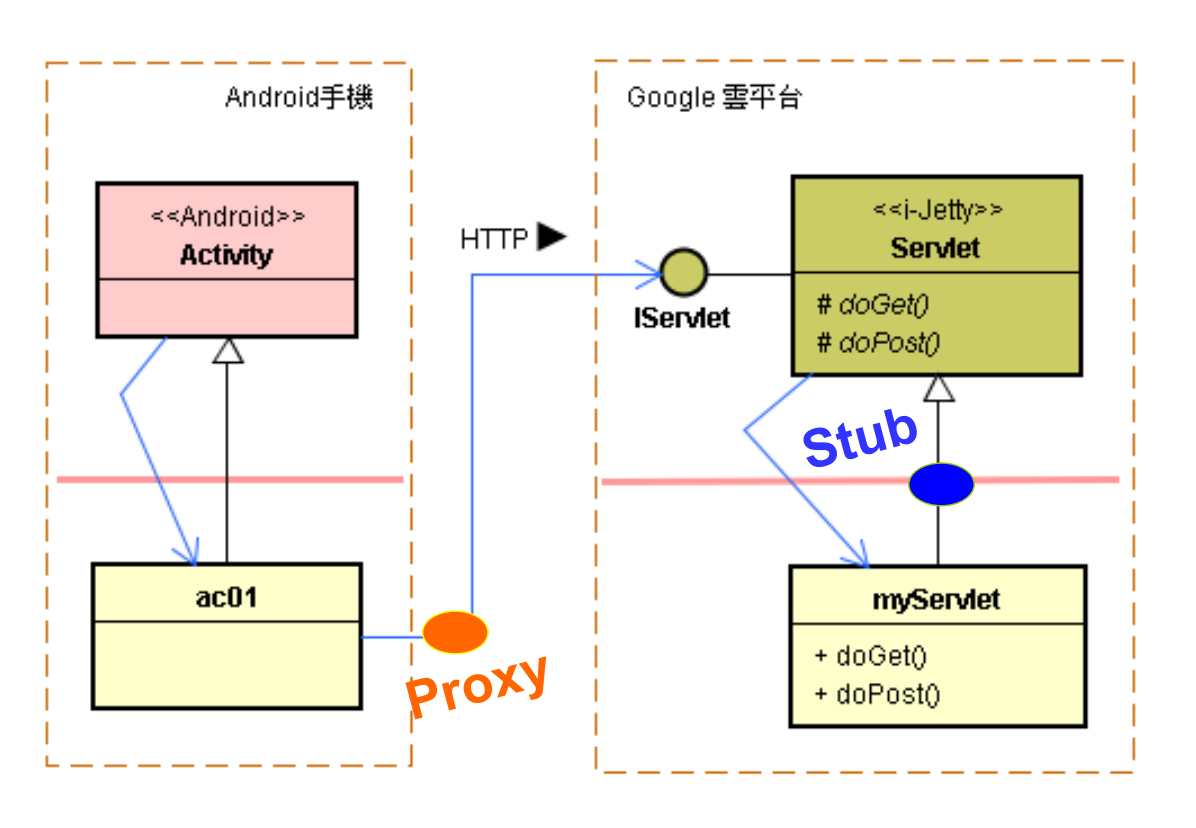 Android手機
Google 雲平台
<<Android>>
Activity
HTTP
IServlet
<<i-Jetty>>
Servlet
# doGet()
# doPost()
Stub
ac01
Proxy
myServlet
+ doGet()
+ doPost()